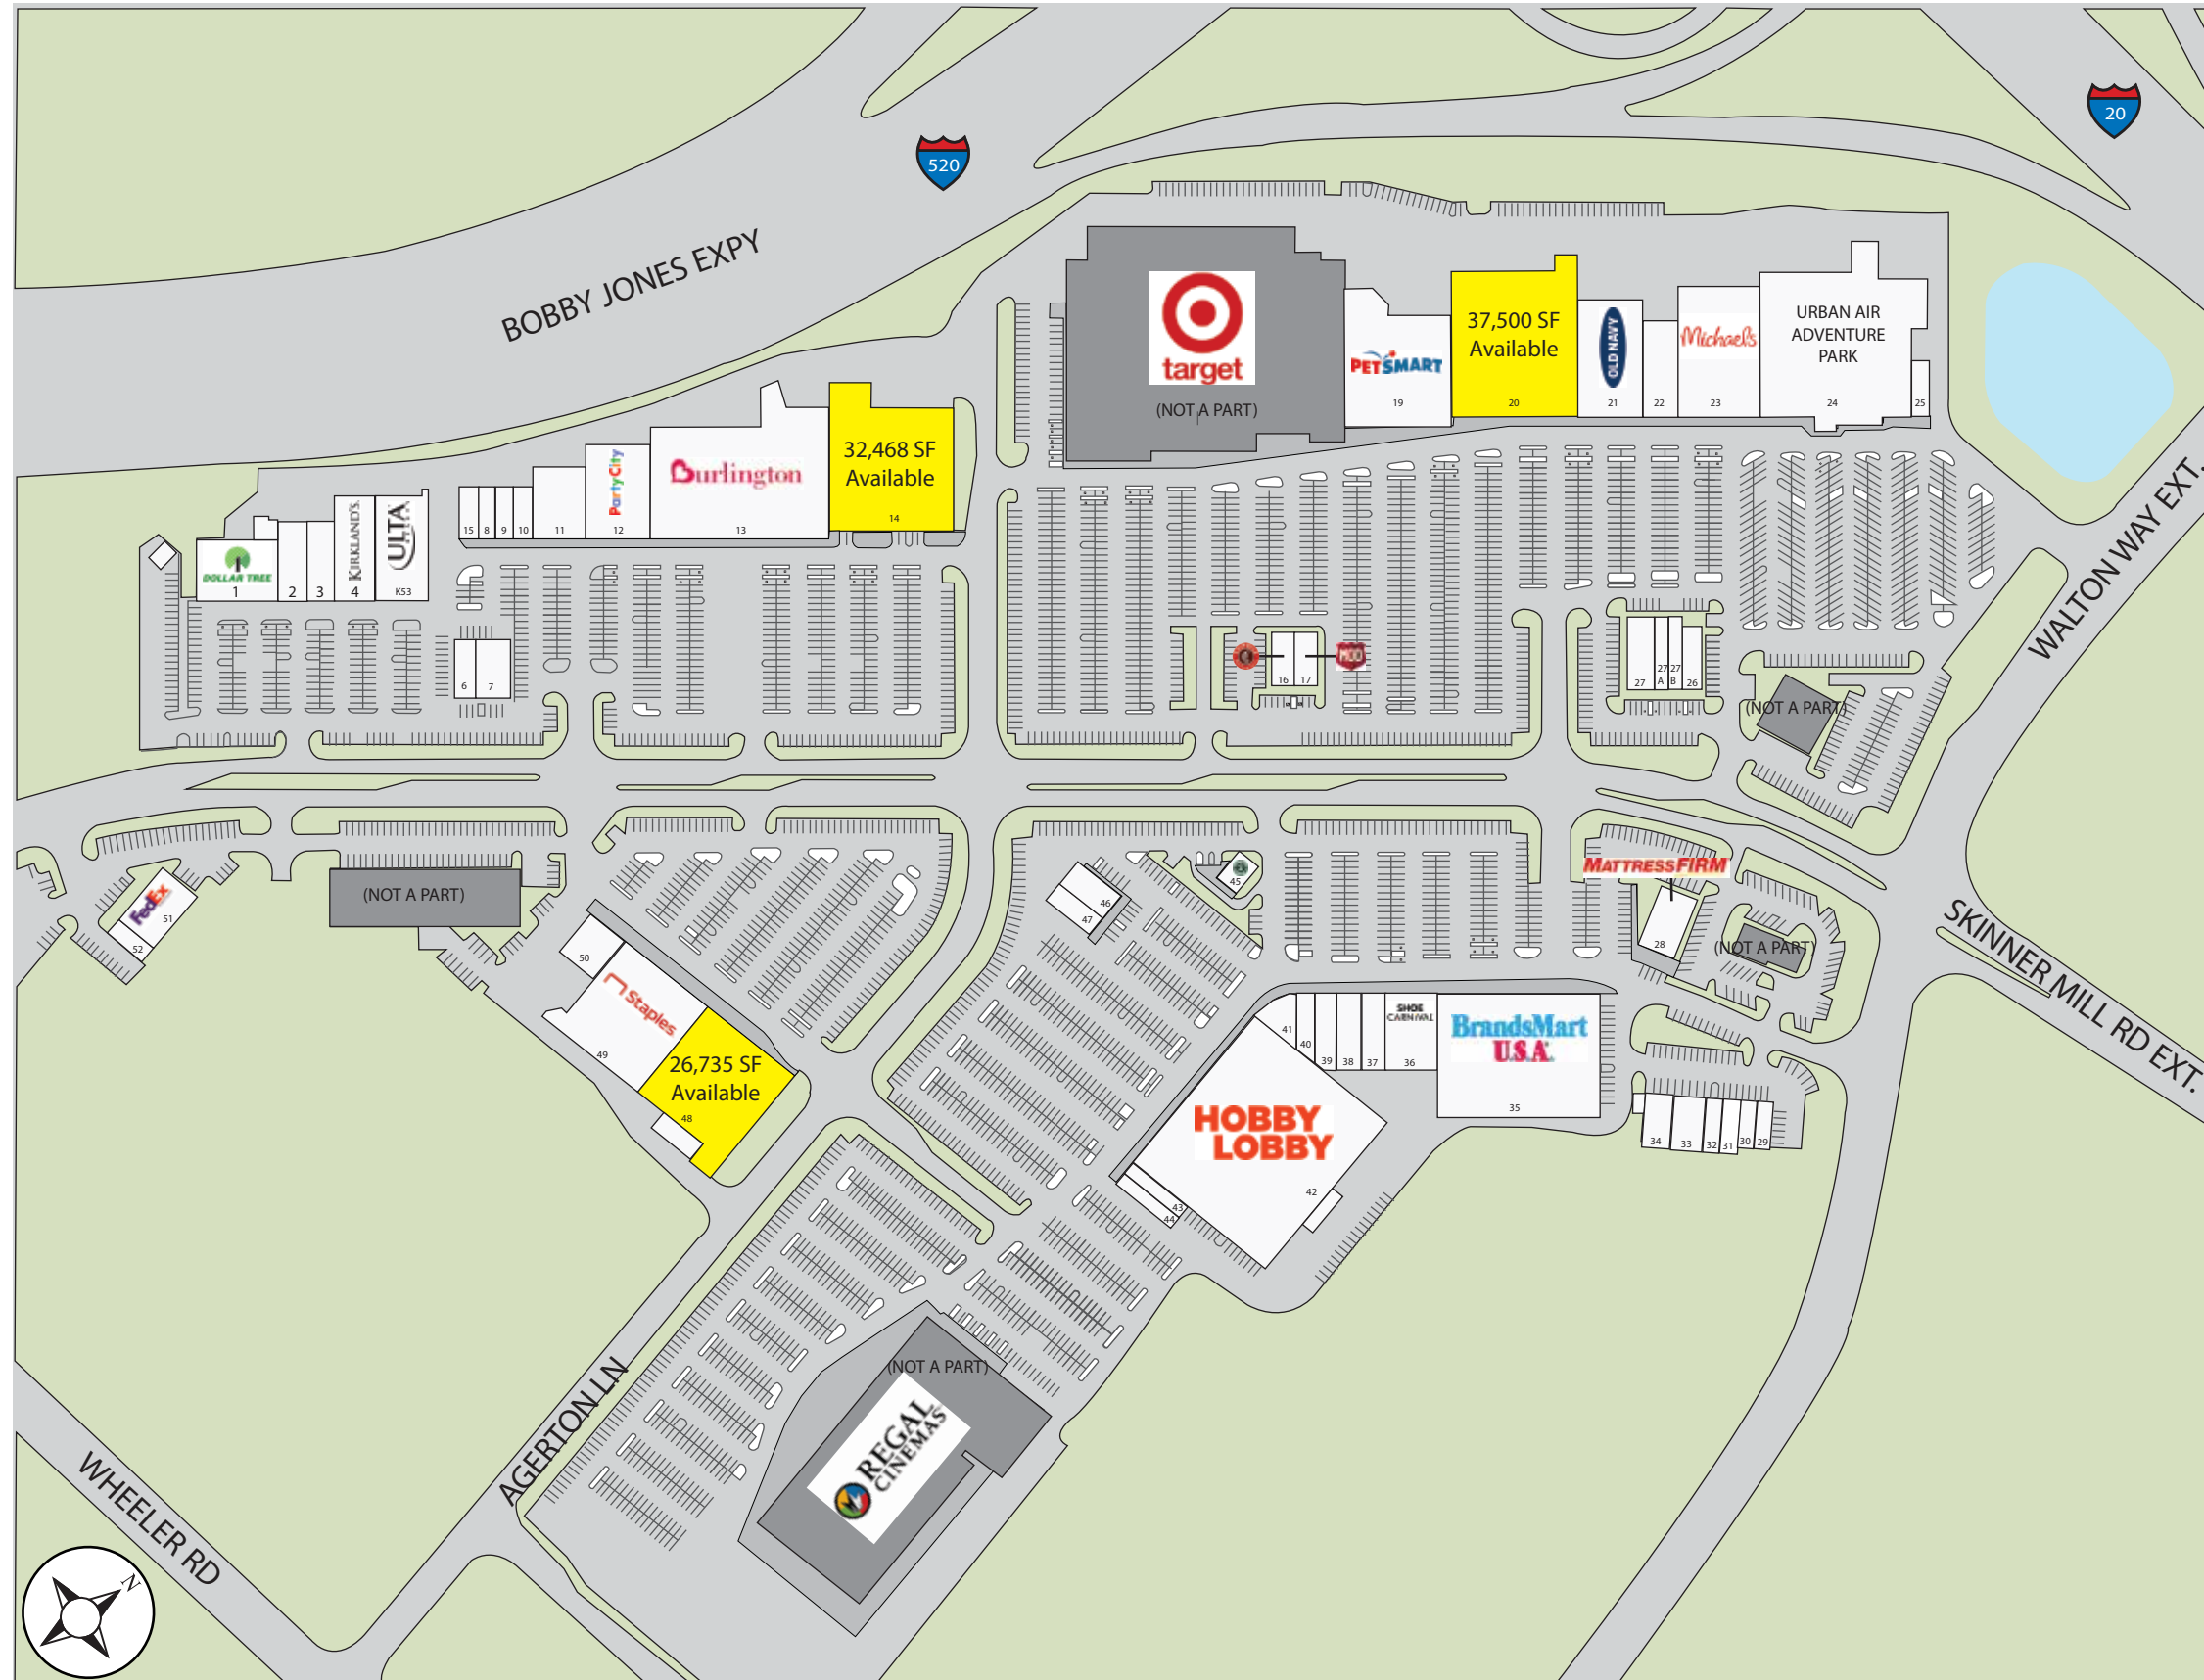 20
520
BOBBY JONES EXPY
target
(NOT A PART)
PETSMART
19
37,500 SF
Available
20
OLD NAVY
21
22
Michaels
23
URBAN AIR
ADVENTURE
PARK
24
25
WALTON WAY EXT.
32,468 SF
Available
14
Burlington
13
PartyCity
12
11
10
9
8
15
ULTA
K53
KIRKLAND'S
4
3
2
DOLLAR TREE
1
6
7
16
17
MOD
27
27
A
27
B
26
(NOT A PART)
FedEx
51
52
(NOT A PART)
50
Staples
49
26,735 SF
Available
48
46
47
45
MATTRESSFIRM
28
(NOT A PART)
SKINNER MILL RD EXT.
41
40
39
38
37
SHOE
CARNIVAL
36
BrandsMart
U.S.A.
35
HOBBY
LOBBY
42
43
44
34
33
32
31
30
29
(NOT A PART)
REGAL
CINEMAS
AGERTON LN
WHEELER RD
N